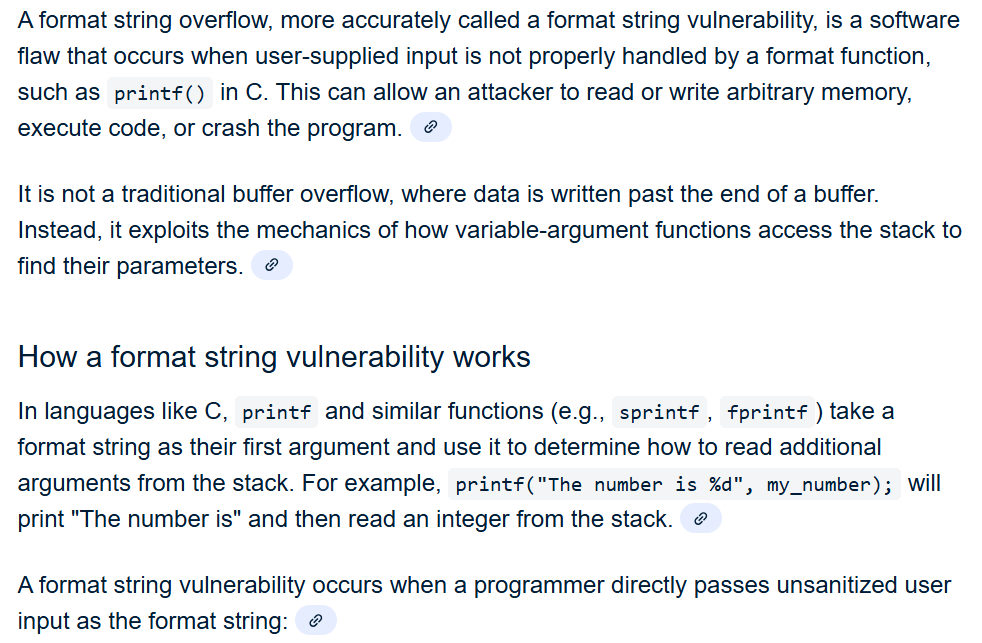 A format string overflow, more accurately called a format string vulnerability, is a software
flaw that occurs when user-supplied input is not properly handled by a format function,
such as printf() in C. This can allow an attacker to read or write arbitrary memory,
execute code, or crash the program.
It is not a traditional buffer overflow, where data is written past the end of a buffer.
Instead, it exploits the mechanics of how variable-argument functions access the stack to
find their parameters.
How a format string vulnerability works
In languages like C, printf and similar functions (e.g., sprintf, fprintf) take a
format string as their first argument and use it to determine how to read additional
arguments from the stack. For example, printf("The number is %d", my_number); will
print "The number is" and then read an integer from the stack.
A format string vulnerability occurs when a programmer directly passes unsanitized user
input as the format string: